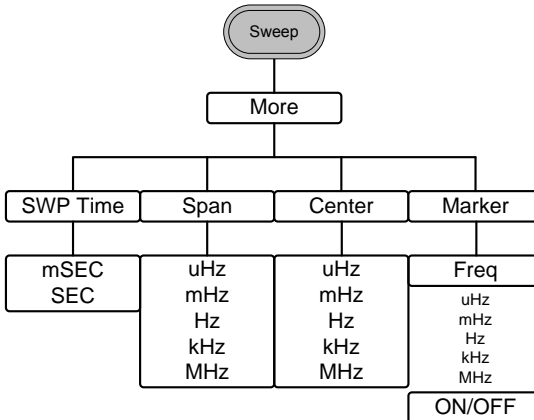 Sweep
More
SWP Time
Span
Center
Marker
mSEC
SEC
uHz
mHz
Hz
kHz
MHz
uHz
mHz
Hz
kHz
MHz
Freq
uHz
mHz
Hz
kHz
MHz
ON/OFF